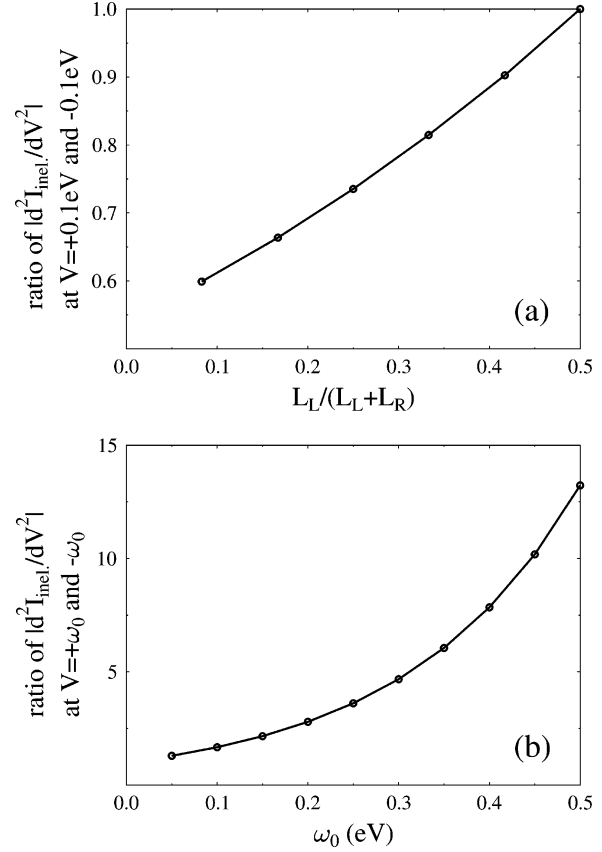 1.0
0.9
0.8
0.7
0.6
ratio of |d²I_inel./dV²|
at V=+0.1eV and -0.1eV
(a)
0.0 0.1 0.2 0.3 0.4 0.5
L_L/(L_L+L_R)
15
10
5
ratio of |d²I_inel./dV²|
at V=+ω₀ and -ω₀
(b)
0.0 0.1 0.2 0.3 0.4 0.5
ω₀ (eV)